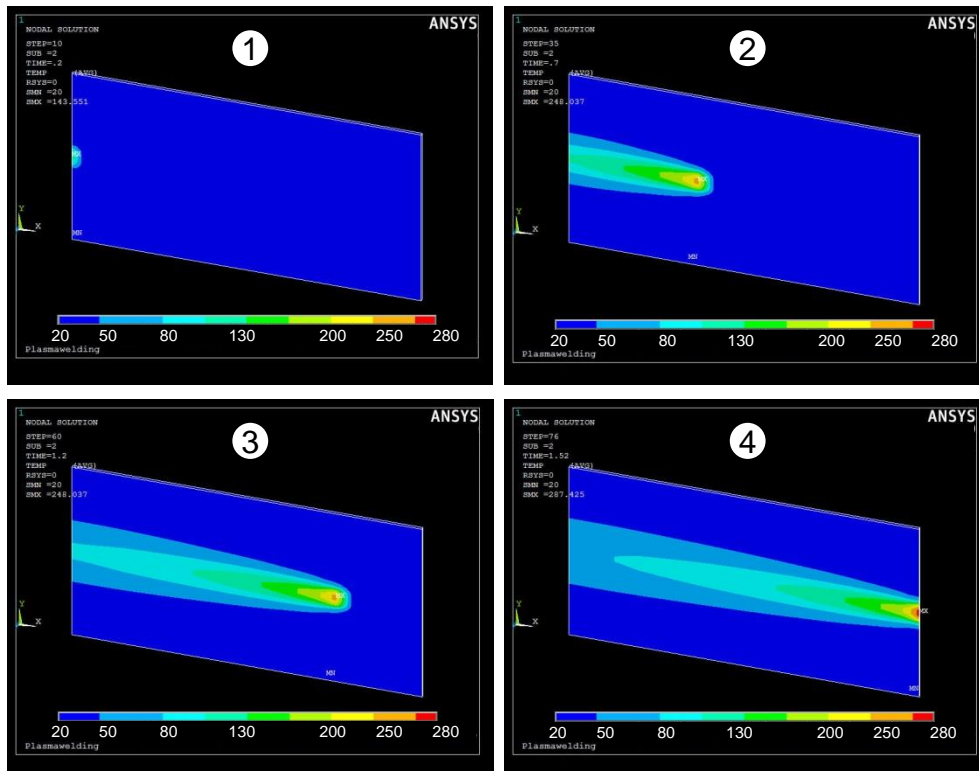 1
NODAL SOLUTION
ANSYS
STEP=10
SUB =2
TIME=.2
TEMP (AVG)
RSYS=0
SMN =20
SMX =143.551
1
MX
Y
X
MN
20 50 80 130 200 250 280
Plasmawelding
1
NODAL SOLUTION
ANSYS
STEP=35
SUB =2
TIME=.7
TEMP (AVG)
RSYS=0
SMN =20
SMX =248.037
2
MX
Y
X
MN
20 50 80 130 200 250 280
Plasmawelding
1
NODAL SOLUTION
ANSYS
STEP=60
SUB =2
TIME=1.2
TEMP (AVG)
RSYS=0
SMN =20
SMX =248.037
3
MX
Y
X
MN
20 50 80 130 200 250 280
Plasmawelding
1
NODAL SOLUTION
ANSYS
STEP=76
SUB =2
TIME=1.52
TEMP (AVG)
RSYS=0
SMN =20
SMX =287.425
4
MX
Y
X
MN
20 50 80 130 200 250 280
Plasmawelding